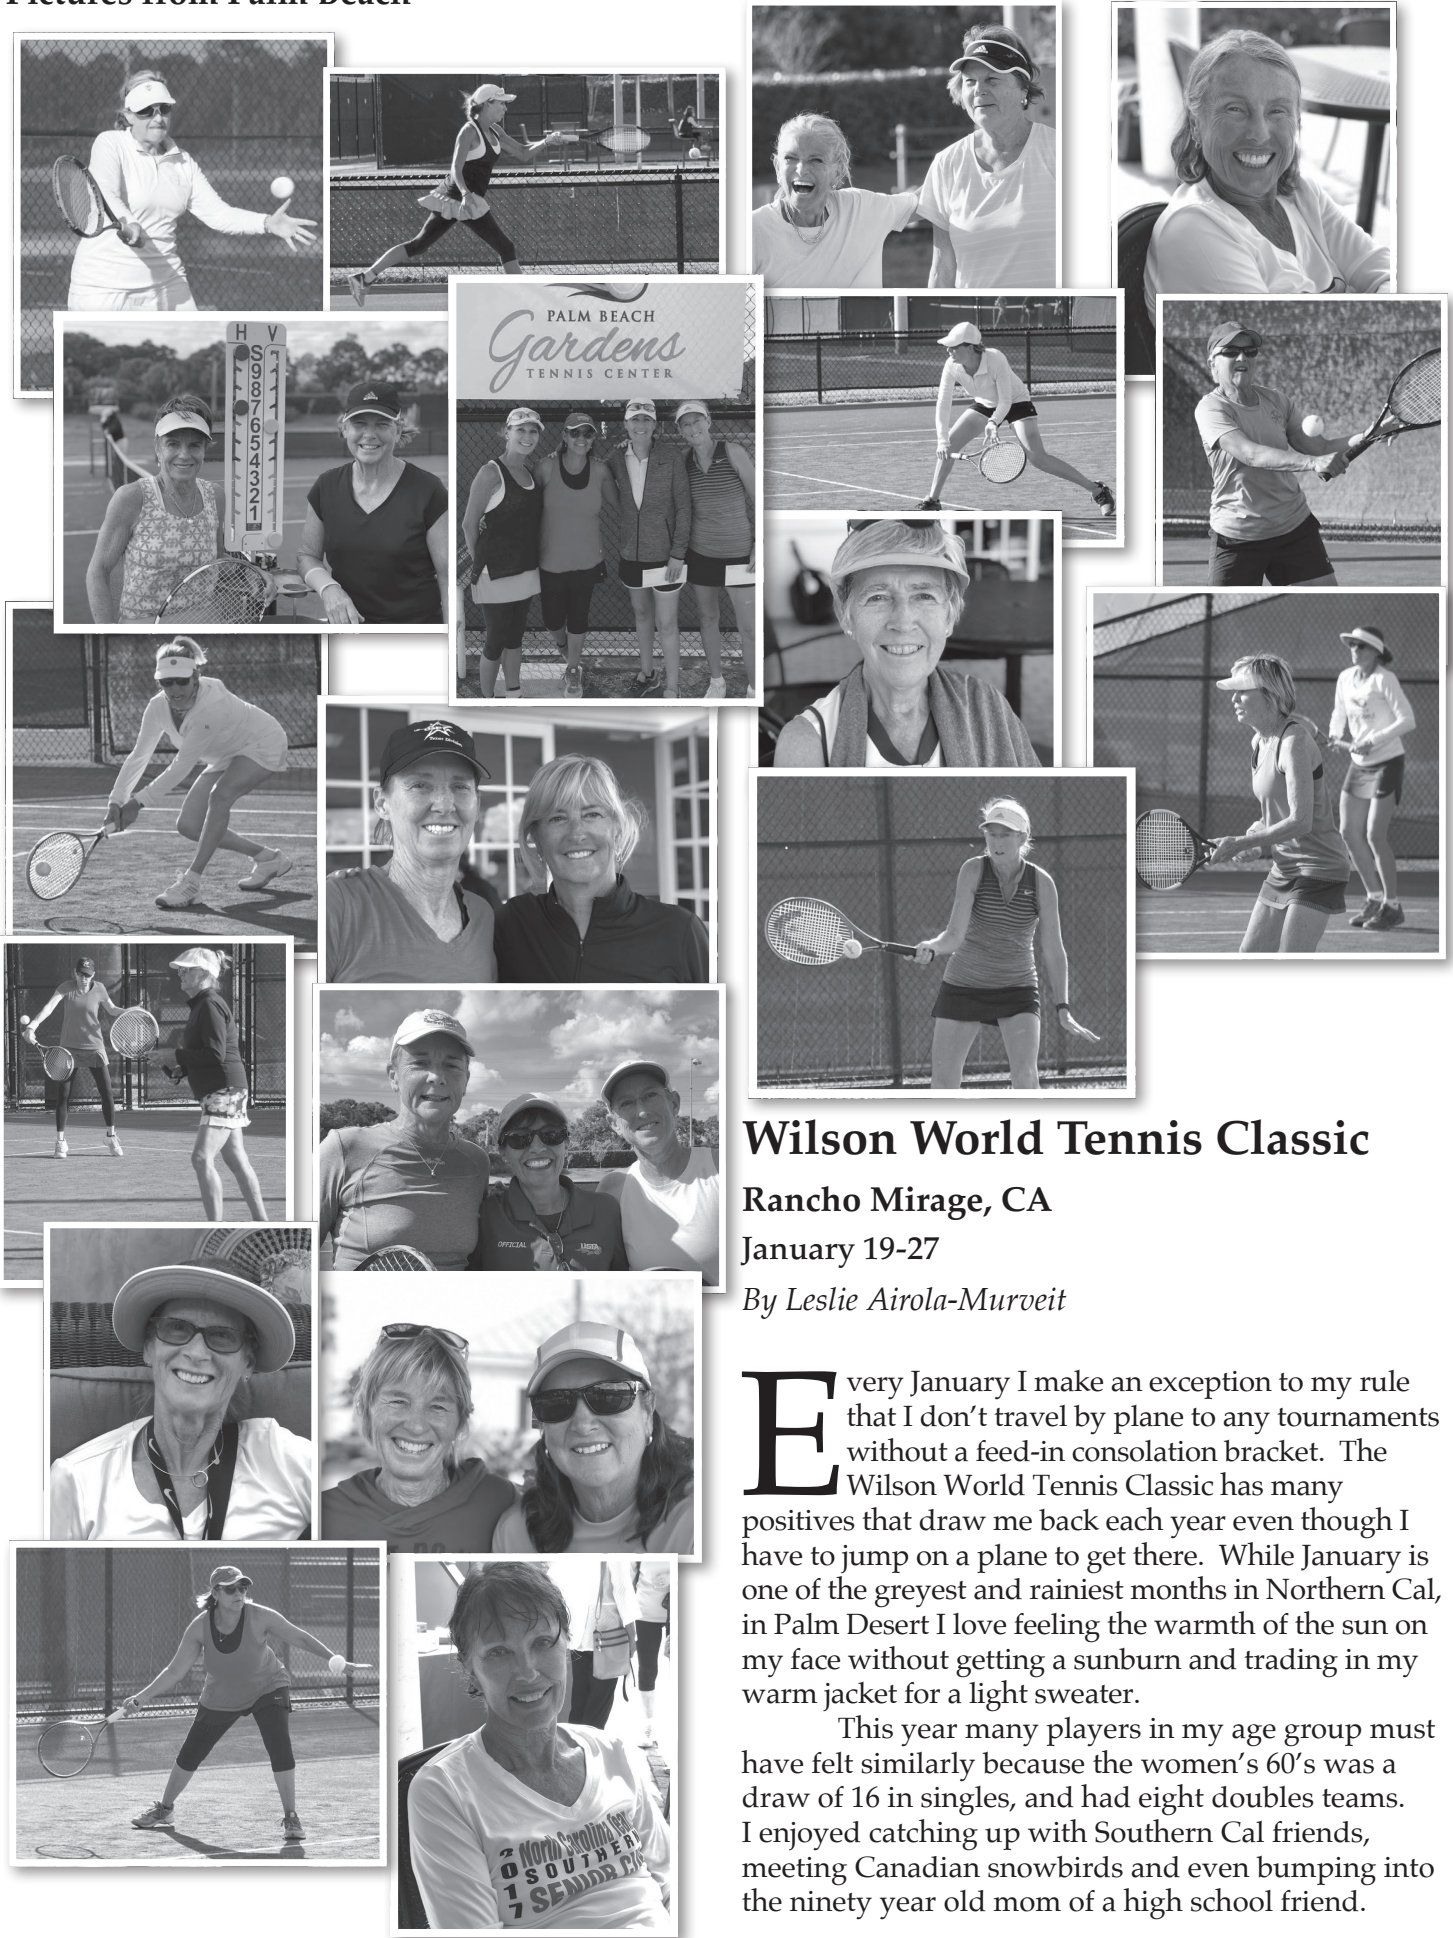 Pictures from Palm Beach
PALM BEACH
Gardens
TENNIS CENTER
H V
S
9
8
7
6
5
4
3
2
1
OFFICIAL USTA
2017
North Carolina
SOUTHERN
SENIOR
Wilson World Tennis Classic
Rancho Mirage, CA
January 19-27
By Leslie Airola-Murveit
Every January I make an exception to my rule
that I don’t travel by plane to any tournaments
without a feed-in consolation bracket. The
Wilson World Tennis Classic has many
positives that draw me back each year even though I
have to jump on a plane to get there. While January is
one of the greyest and rainiest months in Northern Cal,
in Palm Desert I love feeling the warmth of the sun on
my face without getting a sunburn and trading in my
warm jacket for a light sweater.
This year many players in my age group must
have felt similarly because the women’s 60’s was a
draw of 16 in singles, and had eight doubles teams.
I enjoyed catching up with Southern Cal friends,
meeting Canadian snowbirds and even bumping into
the ninety year old mom of a high school friend.